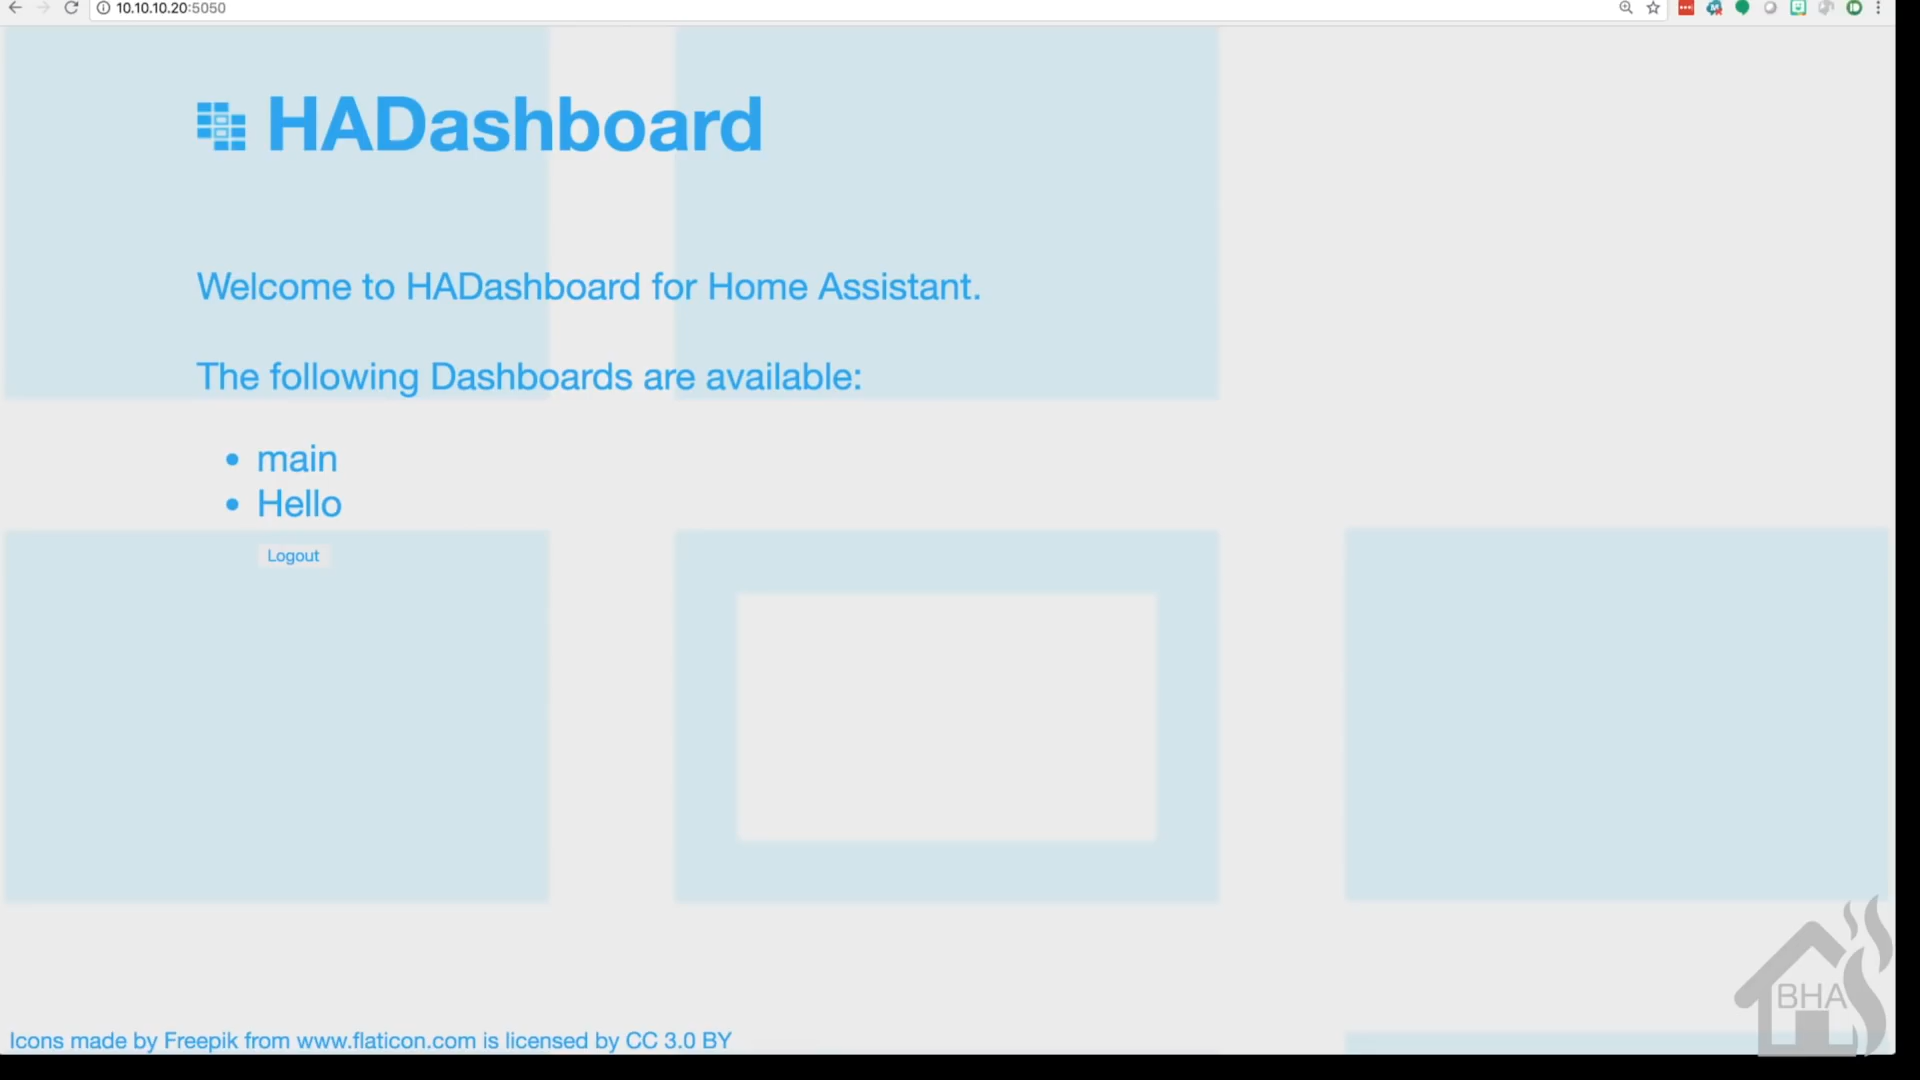 10.10.10.20:5050
HADashboard
Welcome to HADashboard for Home Assistant.
The following Dashboards are available:
main
Hello
Logout
BHA
Icons made by Freepik from www.flaticon.com is licensed by CC 3.0 BY